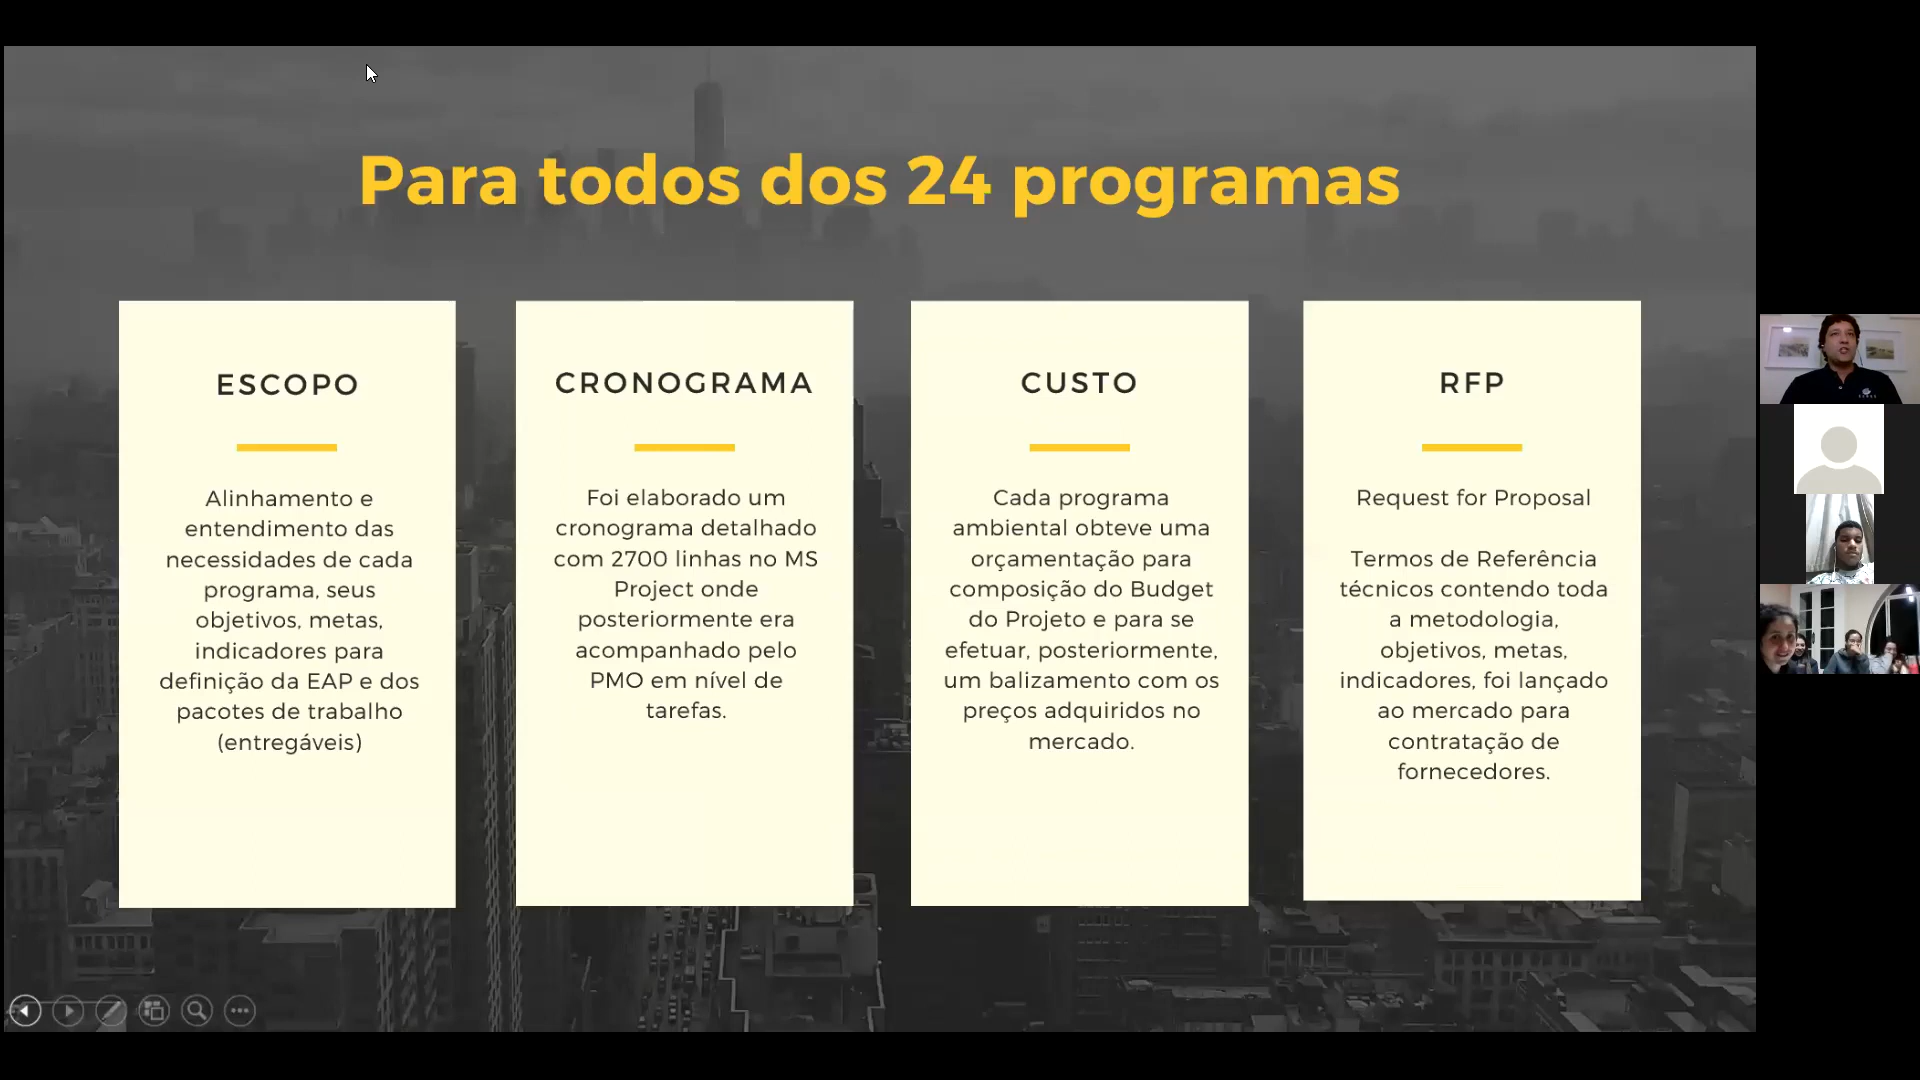 Para todos dos 24 programas
ESCOPO
Alinhamento e
entendimento das
necessidades de cada
programa, seus
objetivos, metas,
indicadores para
definição da EAP e dos
pacotes de trabalho
(entregáveis)
CRONOGRAMA
Foi elaborado um
cronograma detalhado
com 2700 linhas no MS
Project onde
posteriormente era
acompanhado pelo
PMO em nível de
tarefas.
CUSTO
Cada programa
ambiental obteve uma
orçamentação para
composição do Budget
do Projeto e para se
efetuar, posteriormente,
um balizamento com os
preços adquiridos no
mercado.
RFP
Request for Proposal
Termos de Referência
técnicos contendo toda
a metodologia,
objetivos, metas,
indicadores, foi lançado
ao mercado para
contratação de
fornecedores.